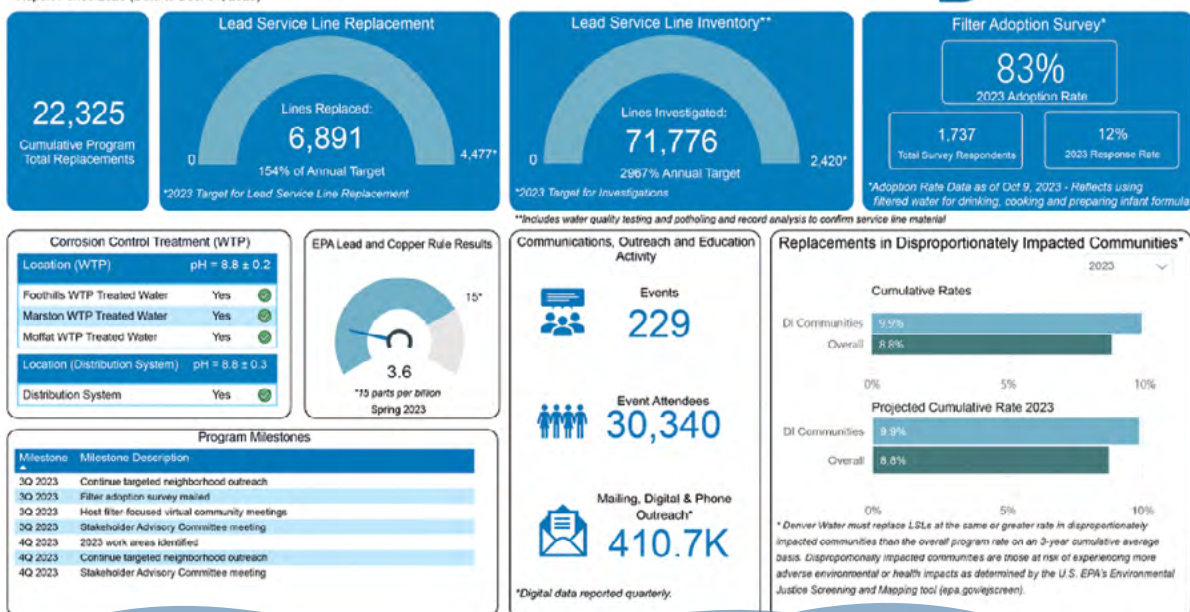 Lead Service Line Replacement
Lead Service Line Inventory**
Filter Adoption Survey*
22,325
Cumulative Program
Total Replacements
Lines Replaced:
6,891
0
4,477*
154% of Annual Target
*2023 Target for Lead Service Line Replacement
Lines Investigated:
71,776
0
2,420*
2967% Annual Target
*2023 Target for Investigations
83%
2023 Adoption Rate
1,737
Total Survey Respondents
12%
2023 Response Rate
*Adoption Rate Data as of Oct 9, 2023 - Reflects using
filtered water for drinking, cooking and preparing infant formula
**Includes water quality testing and potholing and record analysis to confirm service line material
Corrosion Control Treatment (WTP)
Location (WTP) pH = 8.8 ± 0.2
Foothills WTP Treated Water Yes
Marston WTP Treated Water Yes
Moffat WTP Treated Water Yes
Location (Distribution System) pH = 8.8 ± 0.3
Distribution System Yes
EPA Lead and Copper Rule Results
15*
3.6
*15 parts per billion
Spring 2023
Program Milestones
Milestone Milestone Description
3Q 2023 Continue targeted neighborhood outreach
3Q 2023 Filter adoption survey mailed
3Q 2023 Host filter focused virtual community meetings
3Q 2023 Stakeholder Advisory Committee meeting
4Q 2023 2023 work areas identified
4Q 2023 Continue targeted neighborhood outreach
4Q 2023 Stakeholder Advisory Committee meeting
Communications, Outreach and Education
Activity
Events
229
Event Attendees
30,340
Mailing, Digital & Phone
Outreach*
410.7K
*Digital data reported quarterly.
Replacements in Disproportionately Impacted Communities*
2023
Cumulative Rates
DI Communities 9.9%
Overall 8.8%
0% 5% 10%
Projected Cumulative Rate 2023
DI Communities 9.9%
Overall 8.8%
0% 5% 10%
* Denver Water must replace LSLs at the same or greater rate in disproportionately
impacted communities than the overall program rate on an 3-year cumulative average
basis. Disproportionally impacted communities are those at risk of experiencing more
adverse environmental or health impacts as determined by the U.S. EPA's Environmental
Justice Screening and Mapping tool (epa.gov/ejscreen).